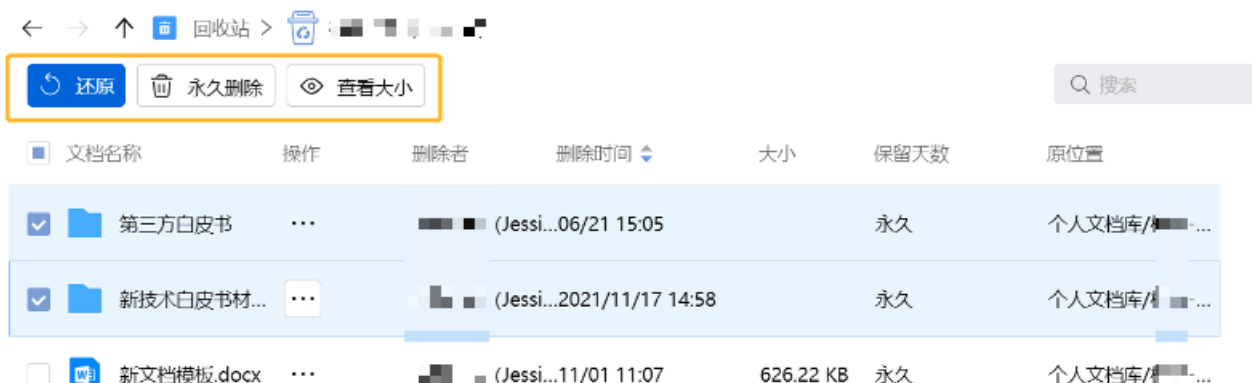 回收站 >
还原 永久删除 查看大小 搜索
文档名称 操作 删除者 删除时间 大小 保留天数 原位置
第三方白皮书 ··· (Jessi...06/21 15:05 永久 个人文档库/ -...
新技术白皮书材... ··· (Jessi...2021/11/17 14:58 永久 个人文档库/ -...
新文档模板.docx ··· (Jessi...11/01 11:07 626.22 KB 永久 个人文档库/ -...